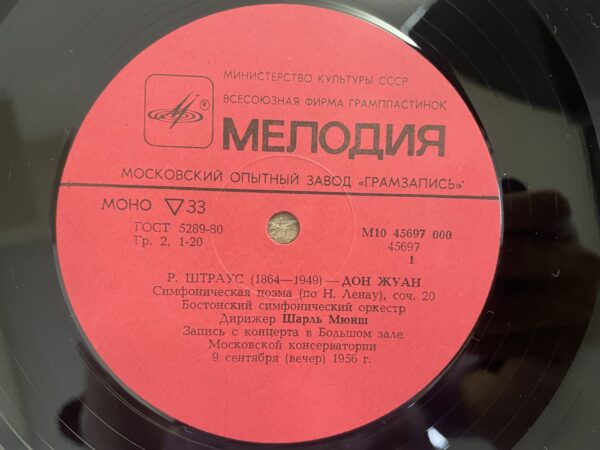 МИНИСТЕРСТВО КУЛЬТУРЫ СССР
ВСЕСОЮЗНАЯ ФИРМА ГРАМПЛАСТИНОК
®
МЕЛОДИЯ
МОСКОВСКИЙ ОПЫТНЫЙ ЗАВОД «ГРАМЗАПИСЬ»
МОНО ▽ 33
ГОСТ 5289-80
Гр. 2. 1-20
М10 45697 000
45697
1
Р. ШТРАУС (1864—1949) — ДОН ЖУАН
Симфоническая поэма (по Н. Ленау), соч. 20
Бостонский симфонический оркестр
Дирижер Шарль Мюнш
Запись с концерта в Большом зале
Московской консерватории
9 сентября (вечер) 1956 г.